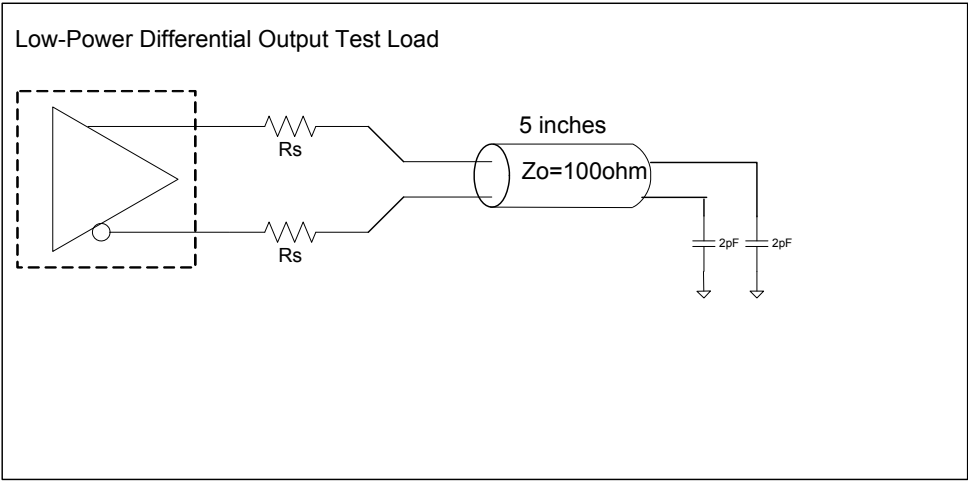 Low-Power Differential Output Test Load
Rs
5 inches
Zo=100ohm
Rs
2pF
2pF